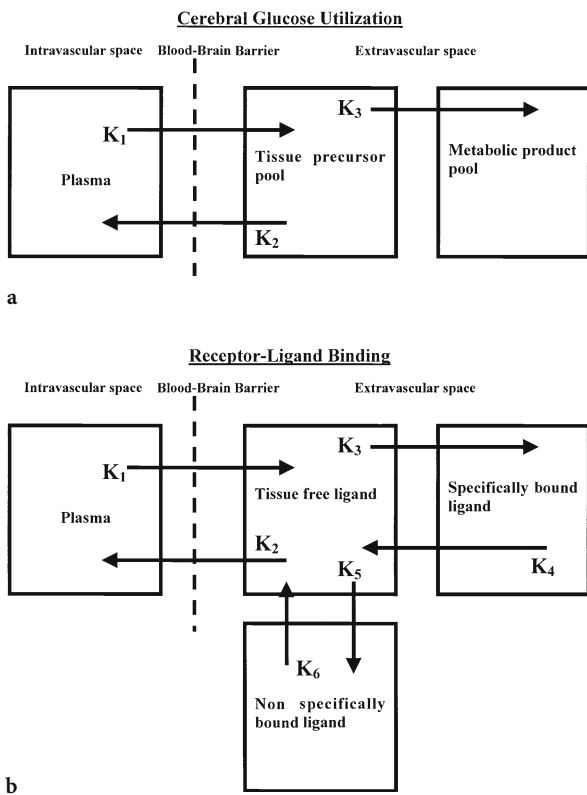 Cerebral Glucose Utilization
Intravascular space Blood-Brain Barrier Extravascular space
K1
K3
Plasma
Tissue precursor
pool
Metabolic product
pool
K2
a
Receptor-Ligand Binding
Intravascular space Blood-Brain Barrier Extravascular space
K1
K3
Plasma
Tissue free ligand
Specifically bound
ligand
K2
K5
K4
K6
Non specifically
bound ligand
b